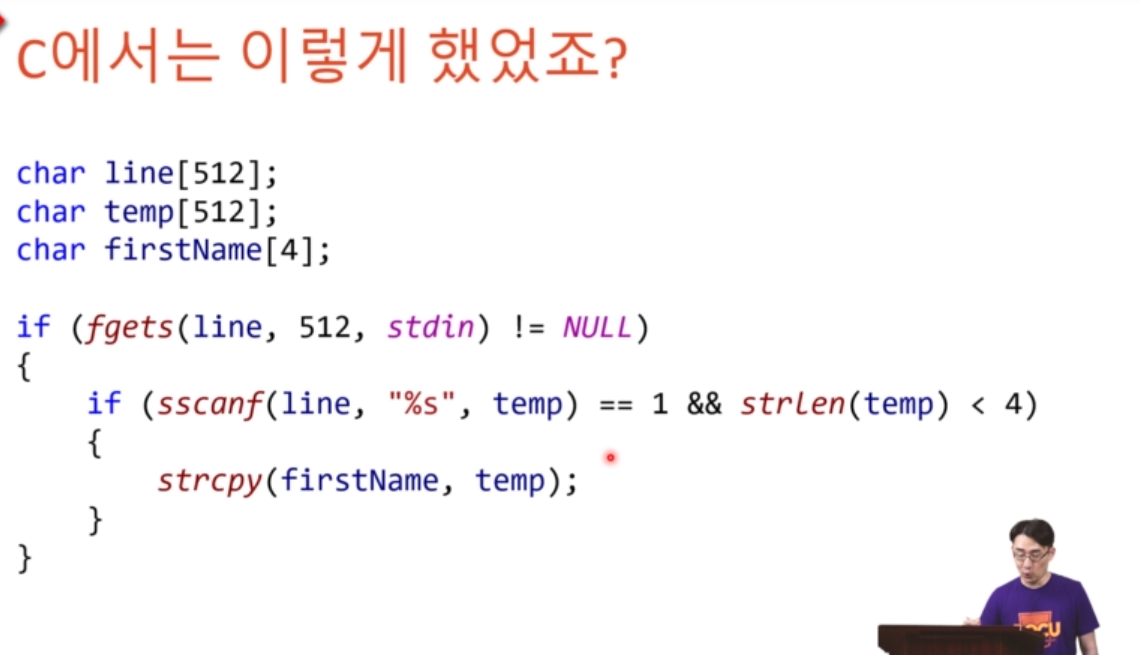 C에서는 이렇게 했었죠?
char line[512];
char temp[512];
char firstName[4];
if (fgets(line, 512, stdin) != NULL)
{
if (sscanf(line, "%s", temp) == 1 && strlen(temp) < 4)
{
strcpy(firstName, temp);
}
}